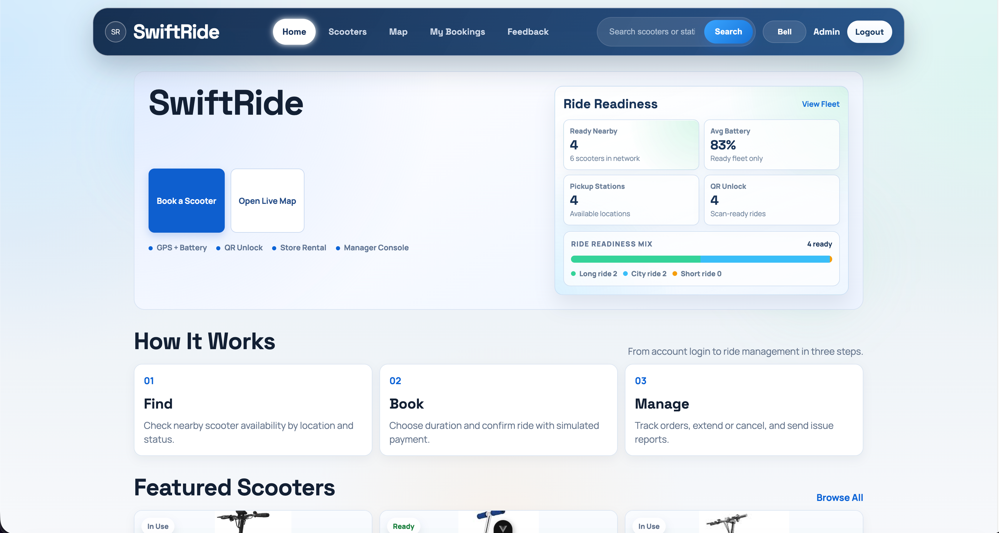 SR
SwiftRide
Home
Scooters
Map
My Bookings
Feedback
Search scooters or stati
Search
Bell
Admin
Logout
SwiftRide
Book a Scooter
Open Live Map
GPS + Battery
QR Unlock
Store Rental
Manager Console
Ride Readiness
View Fleet
Ready Nearby
4
6 scooters in network
Avg Battery
83%
Ready fleet only
Pickup Stations
4
Available locations
QR Unlock
4
Scan-ready rides
RIDE READINESS MIX
4 ready
Long ride 2
City ride 2
Short ride 0
How It Works
From account login to ride management in three steps.
01
Find
Check nearby scooter availability by location and
status.
02
Book
Choose duration and confirm ride with simulated
payment.
03
Manage
Track orders, extend or cancel, and send issue
reports.
Featured Scooters
Browse All
In Use
Ready
In Use